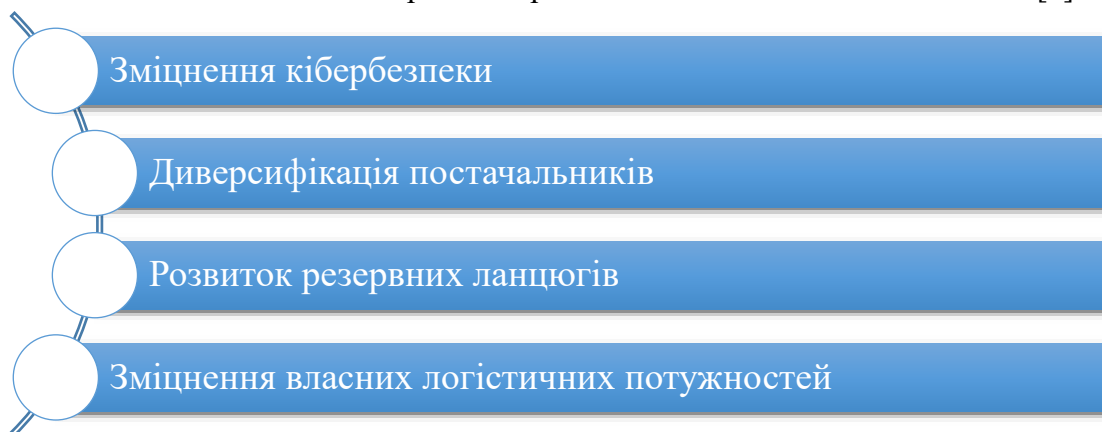 Зміцнення кібербезпеки
Диверсифікація постачальників
Розвиток резервних ланцюгів
Зміцнення власних логістичних потужностей